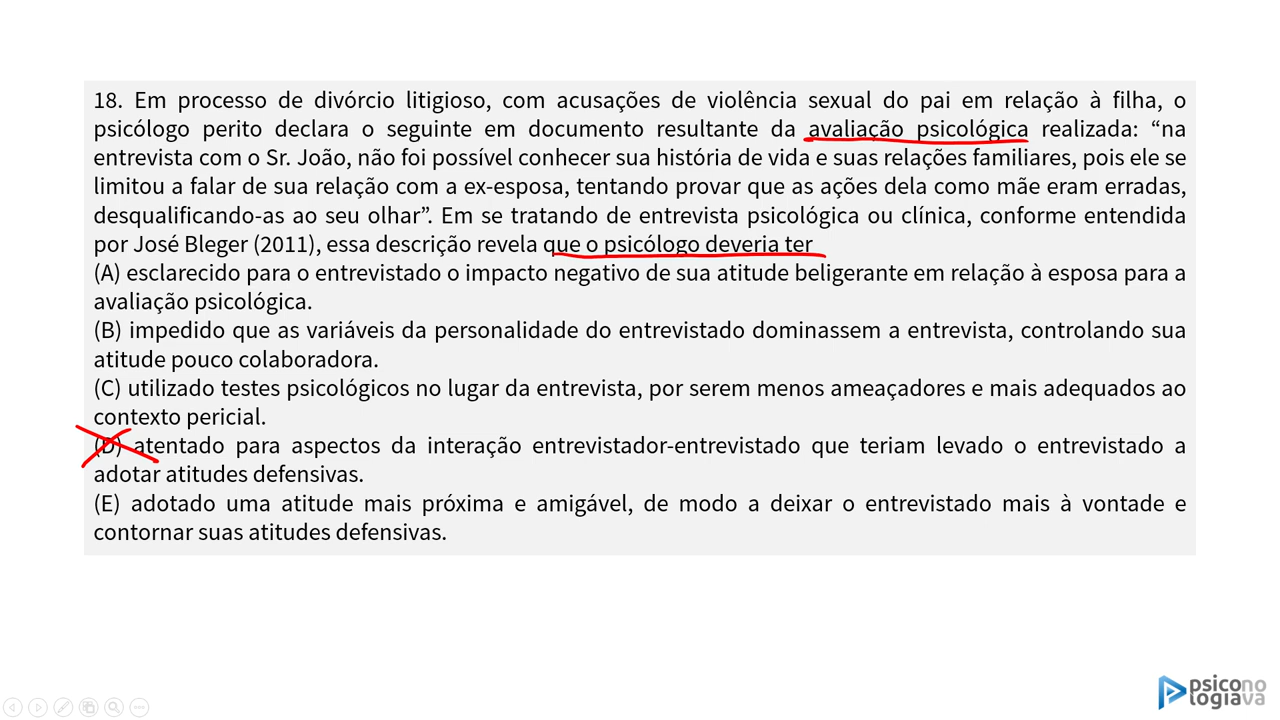 18. Em processo de divórcio litigioso, com acusações de violência sexual do pai em relação à filha, o
psicólogo perito declara o seguinte em documento resultante da avaliação psicológica realizada: “na
entrevista com o Sr. João, não foi possível conhecer sua história de vida e suas relações familiares, pois ele se
limitou a falar de sua relação com a ex-esposa, tentando provar que as ações dela como mãe eram erradas,
desqualificando-as ao seu olhar”. Em se tratando de entrevista psicológica ou clínica, conforme entendida
por José Bleger (2011), essa descrição revela que o psicólogo deveria ter
(A) esclarecido para o entrevistado o impacto negativo de sua atitude beligerante em relação à esposa para a
avaliação psicológica.
(B) impedido que as variáveis da personalidade do entrevistado dominassem a entrevista, controlando sua
atitude pouco colaboradora.
(C) utilizado testes psicológicos no lugar da entrevista, por serem menos ameaçadores e mais adequados ao
contexto pericial.
(D) atentado para aspectos da interação entrevistador-entrevistado que teriam levado o entrevistado a
adotar atitudes defensivas.
(E) adotado uma atitude mais próxima e amigável, de modo a deixar o entrevistado mais à vontade e
contornar suas atitudes defensivas.
psicono
logiava